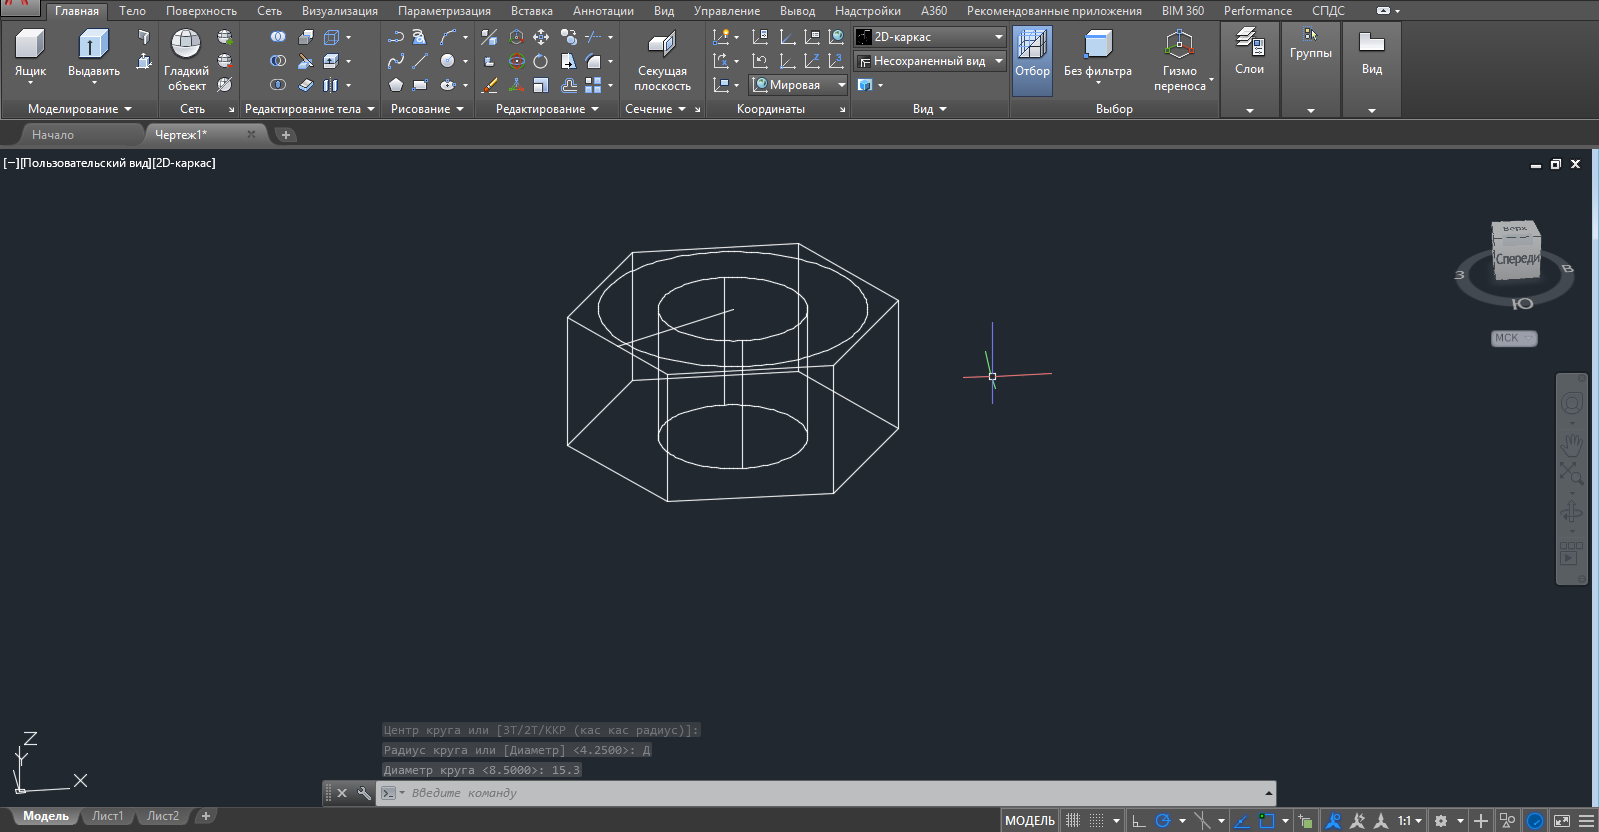 Главная Тело Поверхность Сеть Визуализация Параметризация Вставка Аннотации Вид Управление Вывод Надстройки A360 Рекомендованные приложения BIM 360 Performance СПДС
Ящик Выдавить Гладкий объект Секущая плоскость Мировая 2D-каркас Несохраненный вид Отбор Без фильтра Гизмо переноса Слои Группы Вид
Моделирование Сеть Редактирование тела Рисование Редактирование Сечение Координаты Вид Выбор
Начало Чертеж1*
[−][Пользовательский вид][2D-каркас]
Верх
Спереди
З В
Ю
МСК
Z
Y
X
Центр круга или [3Т/2Т/ККР (кас кас радиус)]:
Радиус круга или [Диаметр] <4.2500>: Д
Диаметр круга <8.5000>: 15.3
Введите команду
Модель Лист1 Лист2 МОДЕЛЬ 1:1